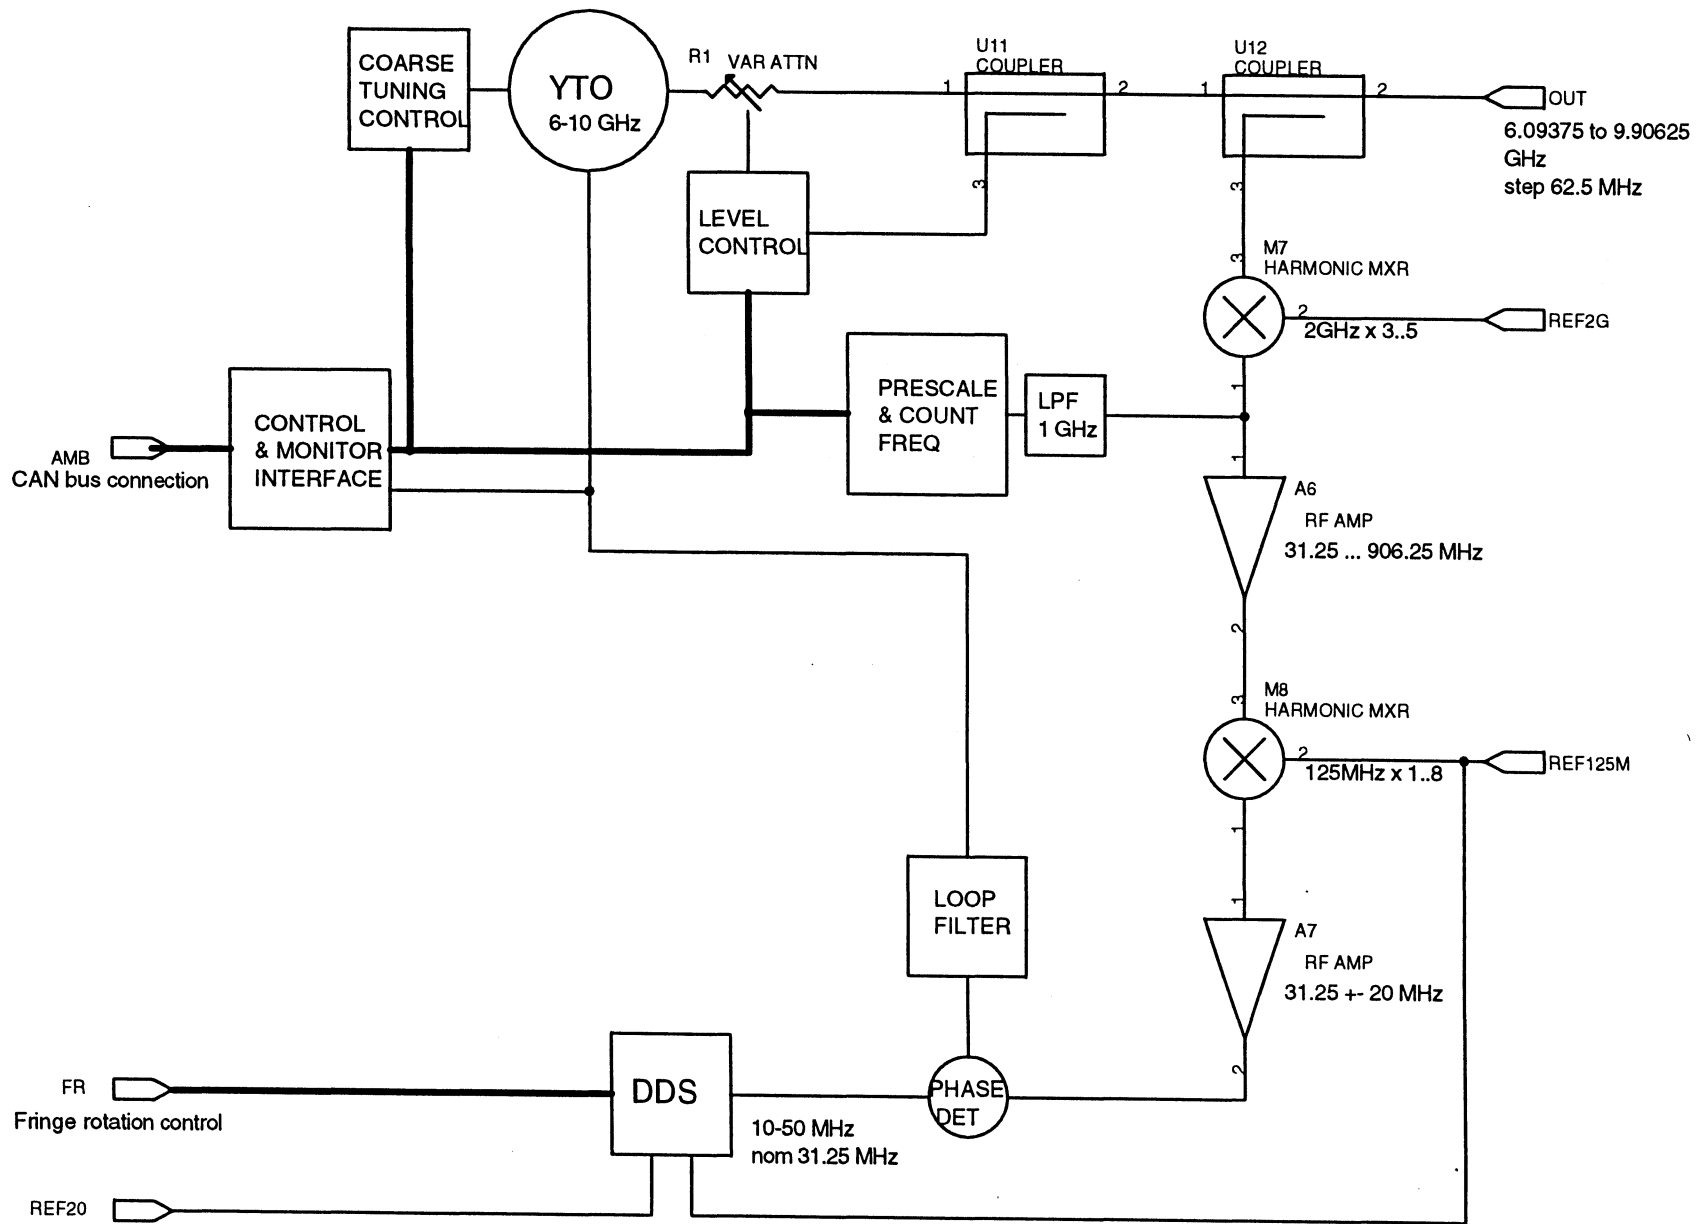 COARSE
TUNING
CONTROL
YTO
6-10 GHz
R1
VAR ATTN
U11
COUPLER
1
2
3
U12
COUPLER
1
2
3
OUT
6.09375 to 9.90625
GHz
step 62.5 MHz
LEVEL
CONTROL
3
M7
HARMONIC MXR
2
2GHz x 3..5
REF2G
1
PRESCALE
& COUNT
FREQ
LPF
1 GHz
CONTROL
& MONITOR
INTERFACE
AMB
CAN bus connection
1
A6
RF AMP
31.25 ... 906.25 MHz
2
3
M8
HARMONIC MXR
2
125MHz x 1..8
REF125M
1
1
A7
RF AMP
31.25 +- 20 MHz
2
LOOP
FILTER
PHASE
DET
DDS
10-50 MHz
nom 31.25 MHz
FR
Fringe rotation control
REF20